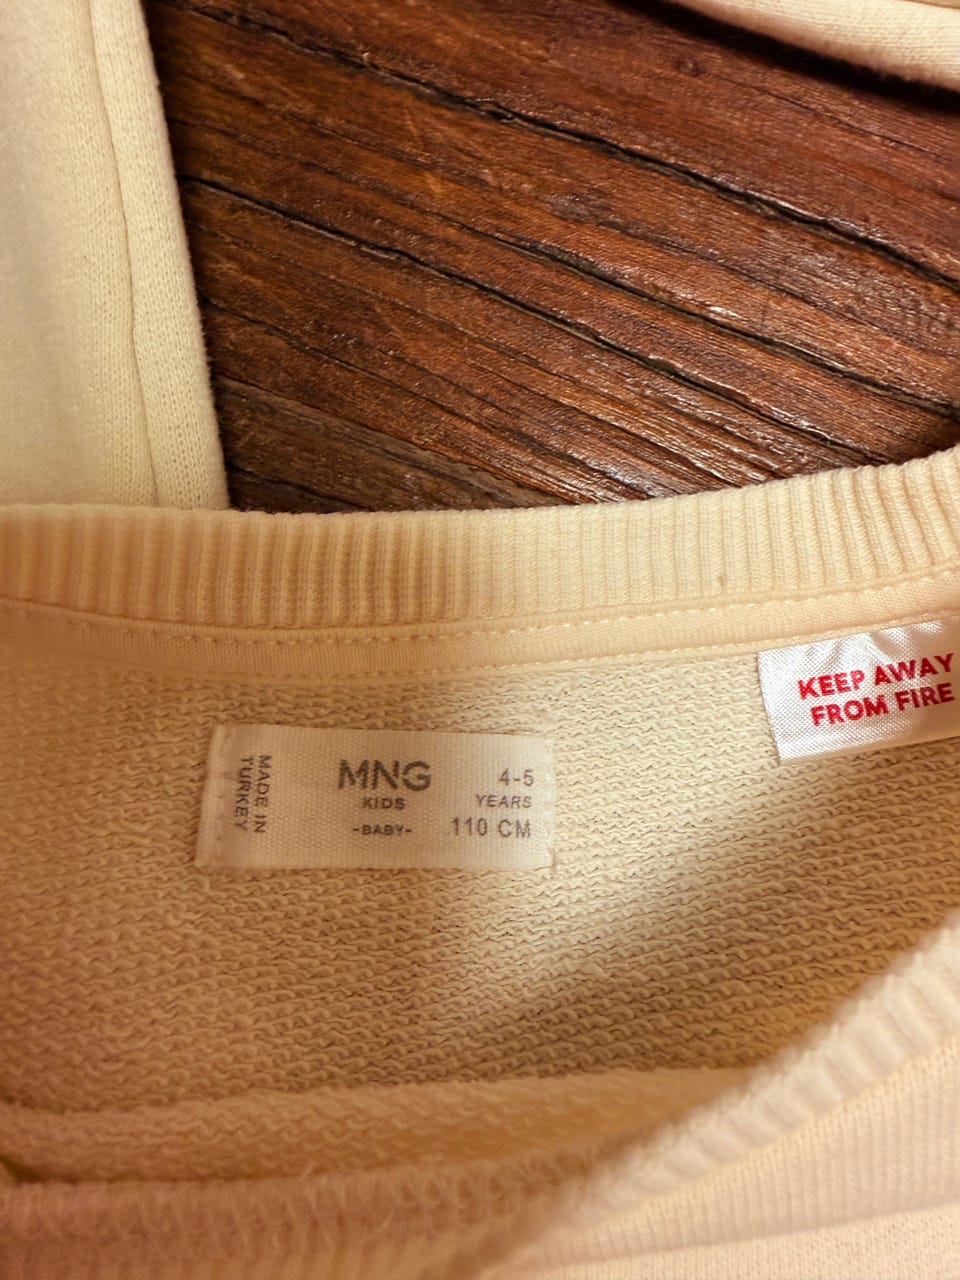 MADE IN
TURKEY
MNG
KIDS
-BABY-
4-5
YEARS
110 CM
KEEP AWAY
FROM FIRE